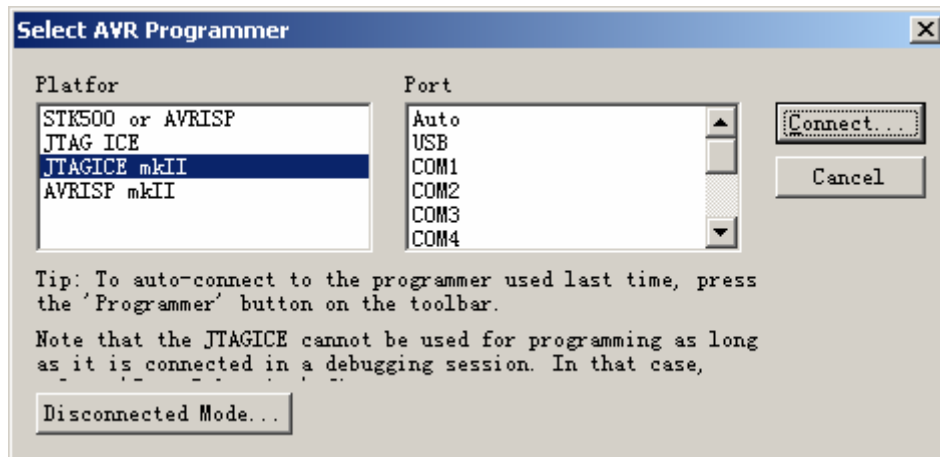 Select AVR Programmer
Platfor
Port
STK500 or AVRISP
JTAG ICE
JTAGICE mkII
AVRISP mkII
Auto
USB
COM1
COM2
COM3
COM4
Connect...
Cancel
Tip: To auto-connect to the programmer used last time, press
the 'Programmer' button on the toolbar.
Note that the JTAGICE cannot be used for programming as long
as it is connected in a debugging session. In that case,
Disconnected Mode...